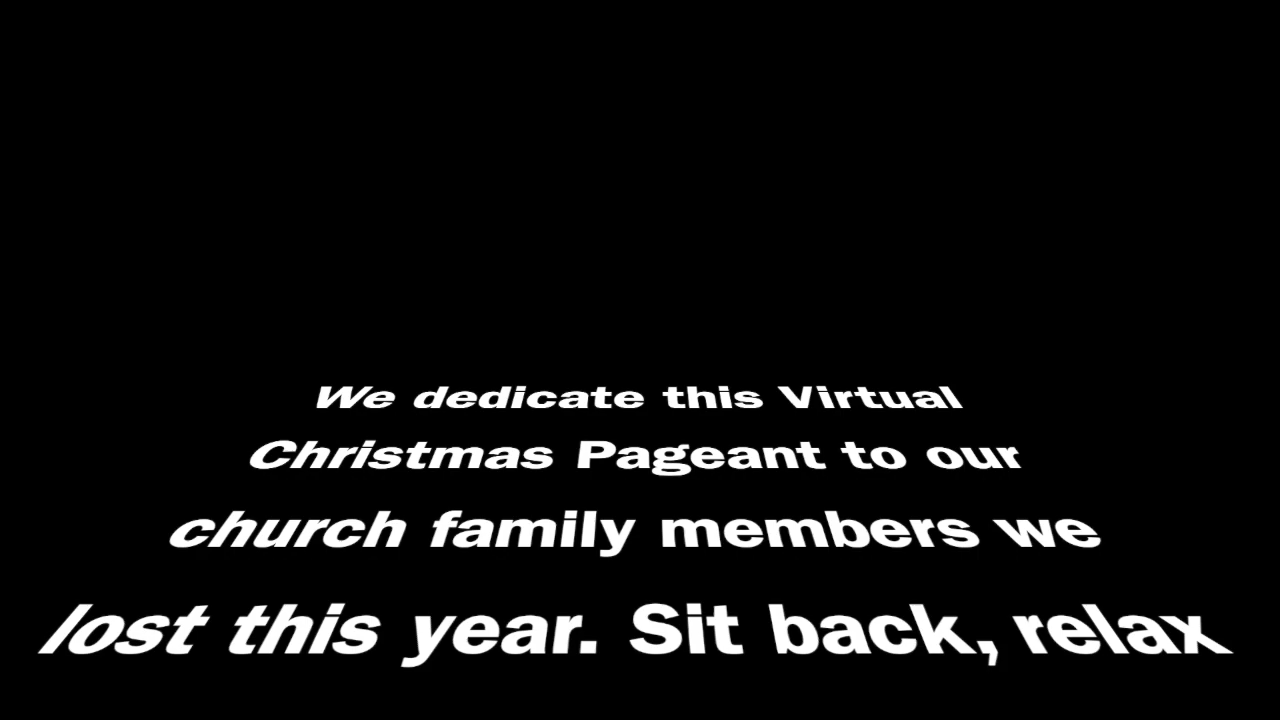 We dedicate this Virtual
Christmas Pageant to our
church family members we
lost this year. Sit back, relax